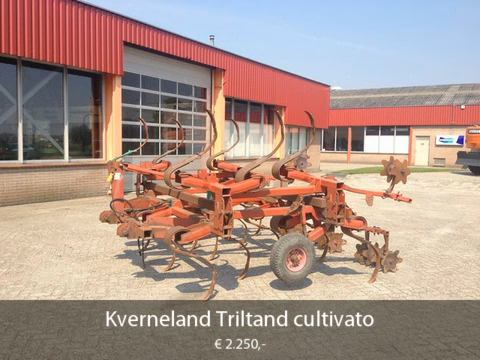 Kverneland Triltand cultivato
€ 2.250,-